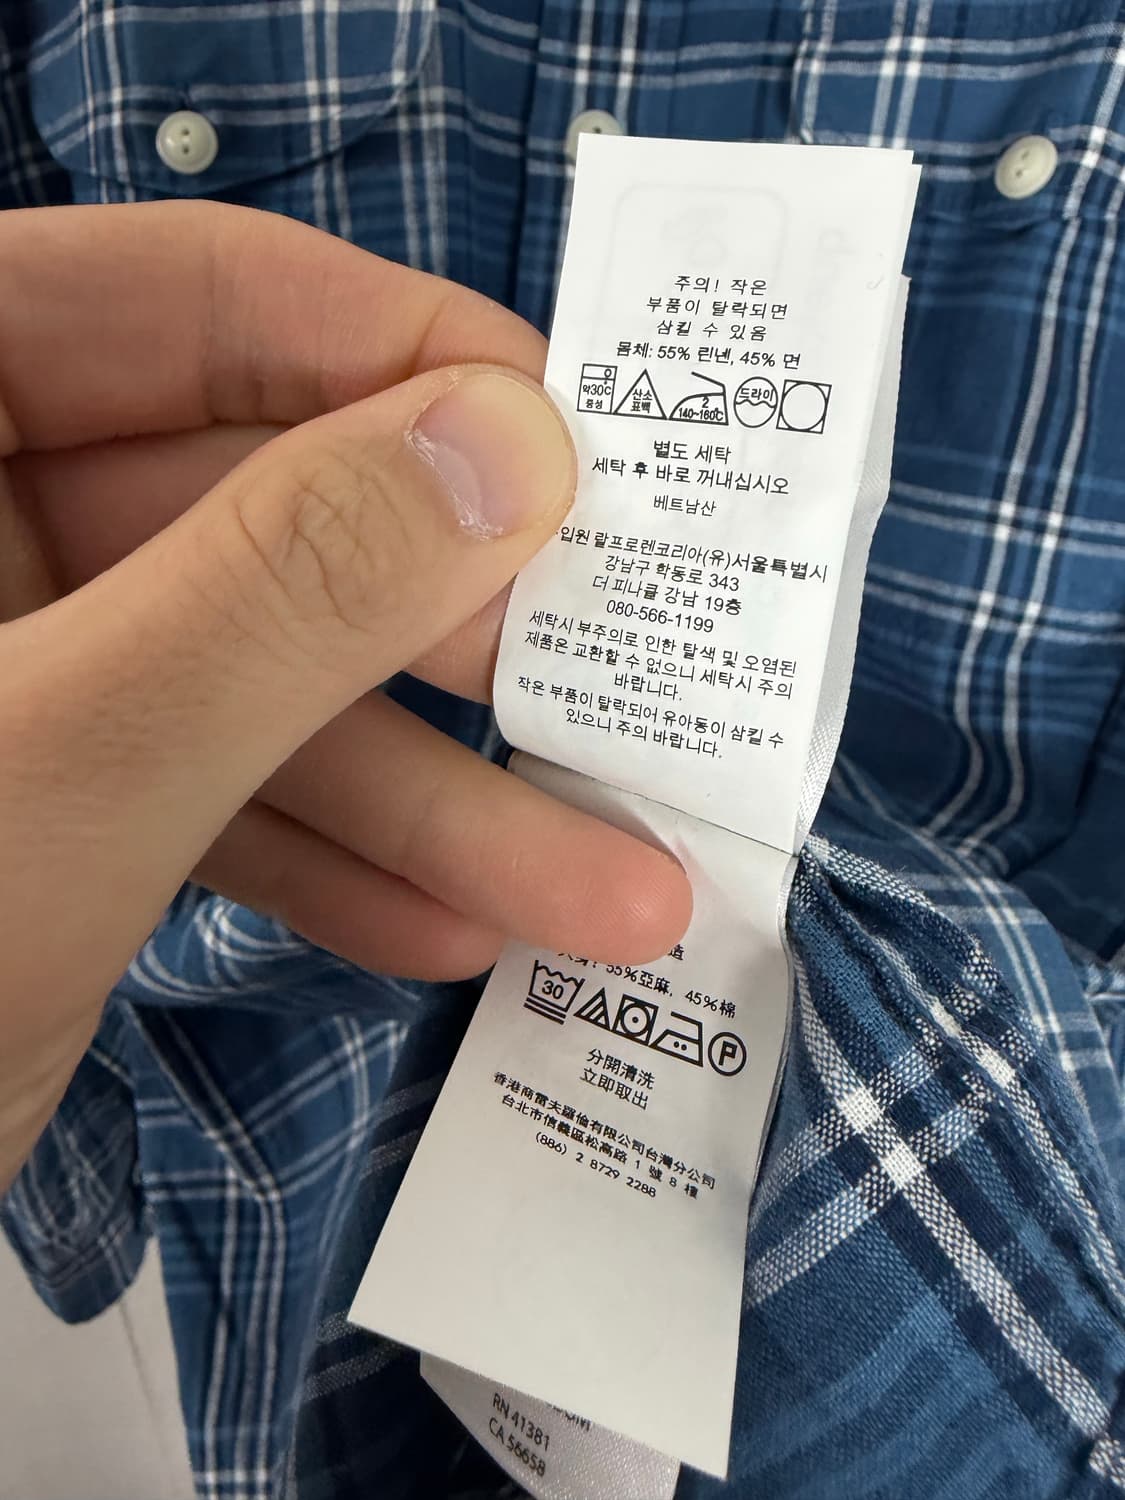 주의! 작은
부품이 탈락되면
삼킬 수 있음
몸체: 55% 린넨, 45% 면
약30℃
중성
산소
표백
2
140~160℃
드라이
별도 세탁
세탁 후 바로 꺼내십시오
베트남산
입원 랄프로렌코리아(유)서울특별시
강남구 학동로 343
더 피나클 강남 19층
080-566-1199
세탁시 부주의로 인한 탈색 및 오염된
제품은 교환할 수 없으니 세탁시 주의
바랍니다.
작은 부품이 탈락되어 유아동이 삼킬 수
있으니 주의 바랍니다.
造
55%亞麻, 45%棉
30
P
分開清洗
立即取出
香港商雷夫羅倫有限公司台灣分公司
台北市信義區松高路 1 號 8 樓
(886) 2 8729 2288
RN 41381
CA 56658